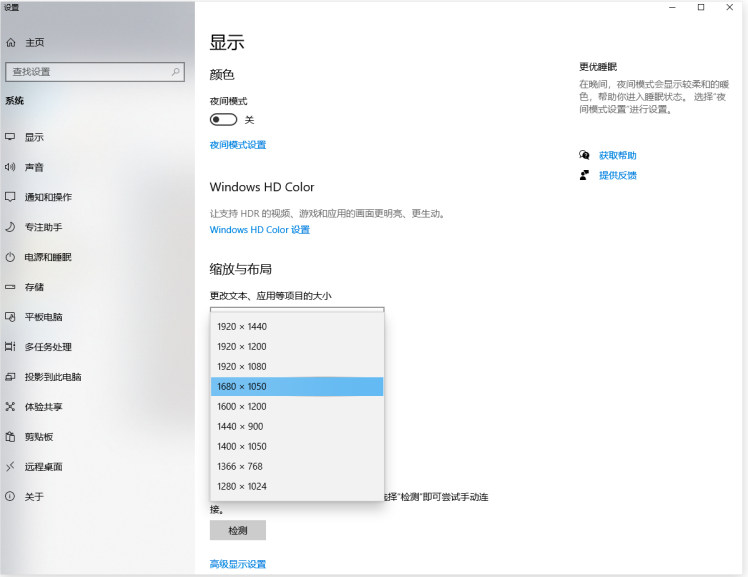 设置
主页
查找设置
系统
显示
声音
通知和操作
专注助手
电源和睡眠
存储
平板电脑
多任务处理
投影到此电脑
体验共享
剪贴板
远程桌面
关于
显示
颜色
夜间模式
关
夜间模式设置
Windows HD Color
让支持 HDR 的视频、游戏和应用的画面更明亮、更生动。
Windows HD Color 设置
缩放与布局
更改文本、应用等项目的大小
1920 × 1440
1920 × 1200
1920 × 1080
1680 × 1050
1600 × 1200
1440 × 900
1400 × 1050
1366 × 768
1280 × 1024
选择"检测"即可尝试手动连
接。
检测
高级显示设置
更优睡眠
在晚间，夜间模式会显示较柔和的暖
色，帮助你进入睡眠状态。 选择"夜
间模式设置"进行设置。
获取帮助
提供反馈